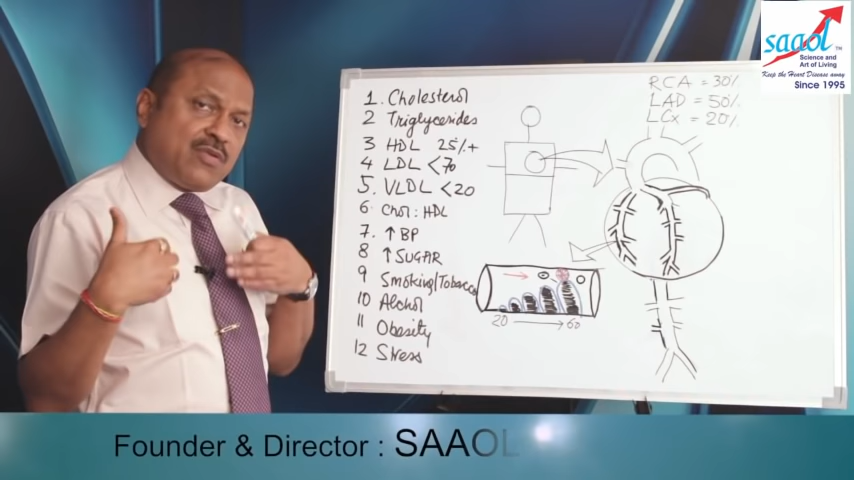 saaol TM
Science and
Art of Living
Keep the Heart Disease away
Since 1995
RCA = 30%
LAD = 50%
LCx = 20%
1. Cholesterol
2 Triglycerides
3 HDL 25%+
4 LDL <70
5. VLDL <20
6. Chol : HDL
7. ↑ BP
8 ↑ SUGAR
9 Smoking/Tobacco
10 Alchol
11 Obesity
12 Stress
20 → 60
Founder & Director : SAAOL